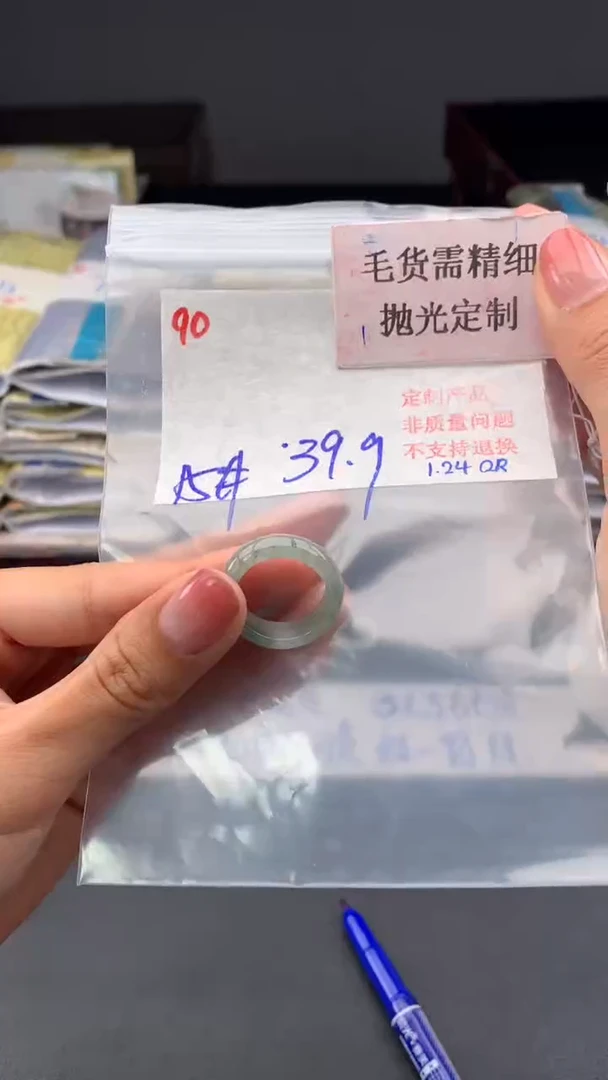 毛货需精细
抛光定制
90
定制产品
非质量问题
不支持退换
15# 39.9
1.24 QR